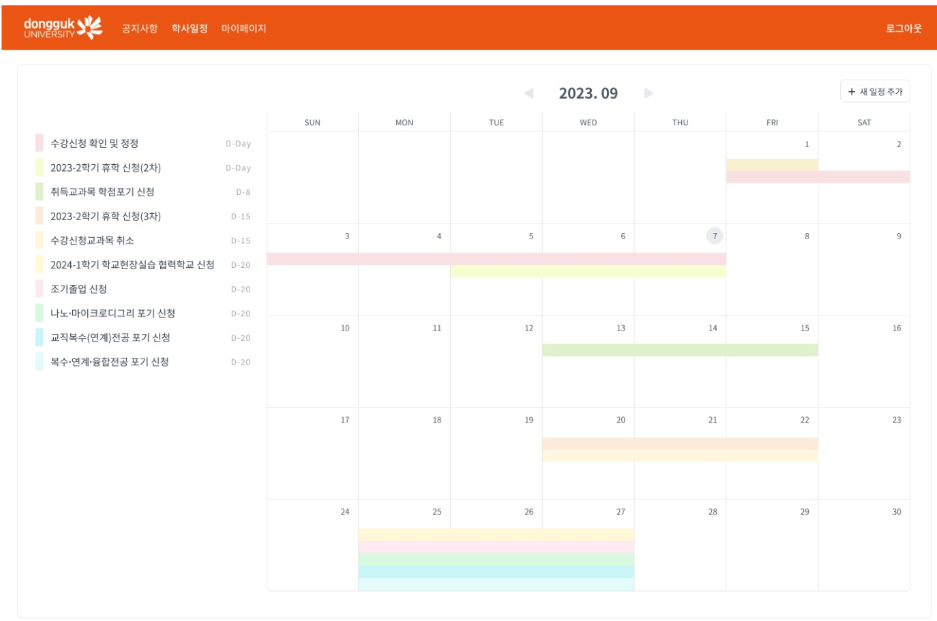 dongguk
UNIVERSITY
공지사항 학사일정 마이페이지 로그아웃
2023. 09
+ 새 일정 추가
수강신청 확인 및 정정 D-Day
2023-2학기 휴학 신청(2차) D-Day
취득교과목 학점포기 신청 D-8
2023-2학기 휴학 신청(3차) D-15
수강신청교과목 취소 D-15
2024-1학기 학교현장실습 협력학교 신청 D-20
조기졸업 신청 D-20
나노·마이크로디그리 포기 신청 D-20
교직복수(연계)전공 포기 신청 D-20
복수·연계·융합전공 포기 신청 D-20
SUN MON TUE WED THU FRI SAT
1 2
3 4 5 6 7 8 9
10 11 12 13 14 15 16
17 18 19 20 21 22 23
24 25 26 27 28 29 30